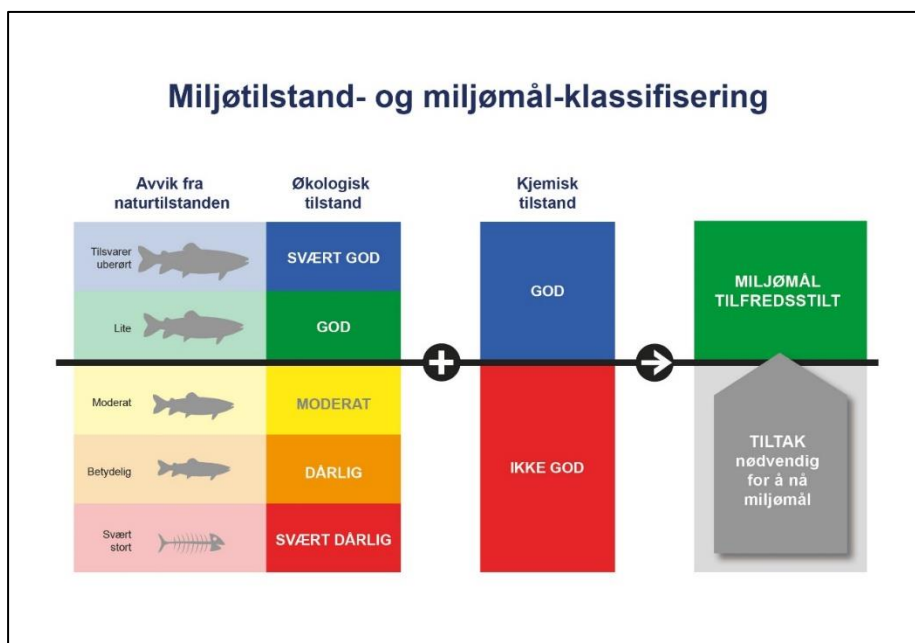 Miljøtilstand- og miljømål-klassifisering
Avvik fra
naturtilstanden
Økologisk
tilstand
Kjemisk
tilstand
Tilsvarer
uberørt
SVÆRT GOD
Lite
GOD
Moderat
MODERAT
Betydelig
DÅRLIG
Svært
stort
SVÆRT DÅRLIG
GOD
IKKE GOD
MILJØMÅL
TILFREDSSTILT
TILTAK
nødvendig
for å nå
miljømål